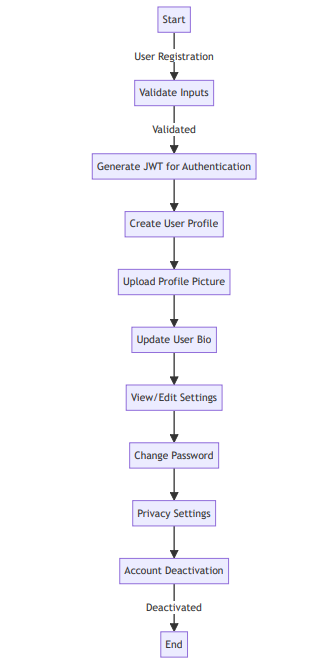 Start
User Registration
Validate Inputs
Validated
Generate JWT for Authentication
Create User Profile
Upload Profile Picture
Update User Bio
View/Edit Settings
Change Password
Privacy Settings
Account Deactivation
Deactivated
End